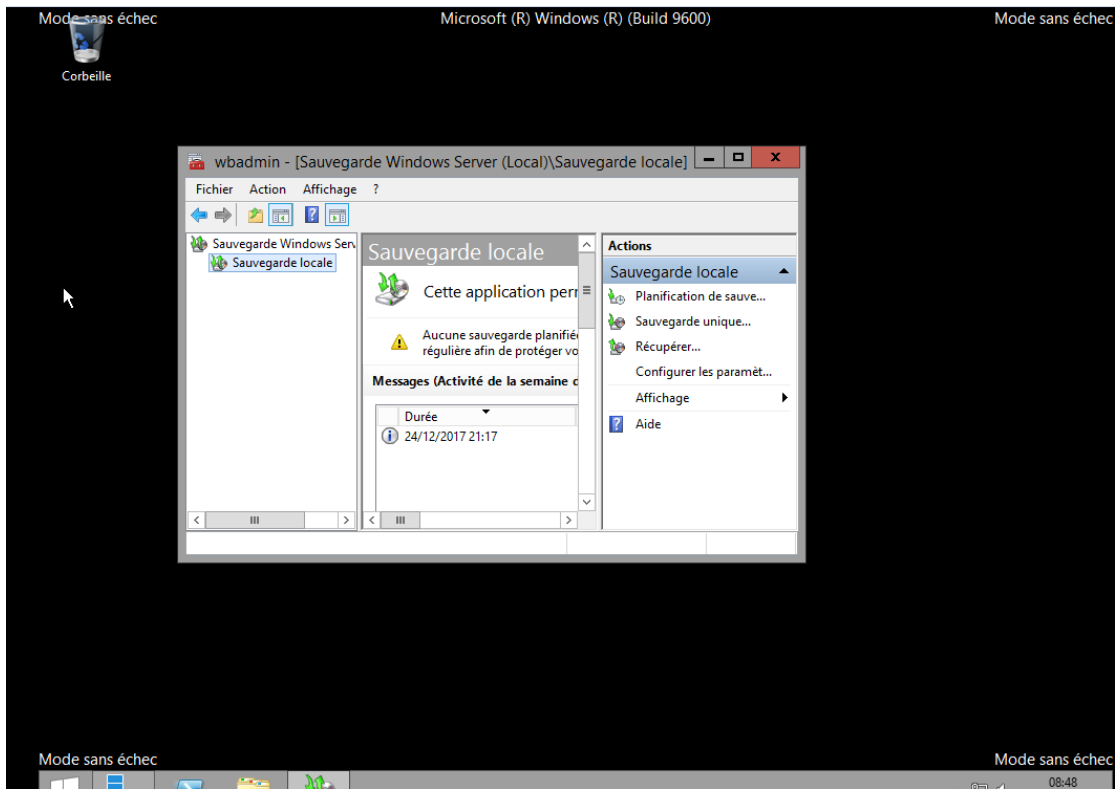 Mode sans échec
Microsoft (R) Windows (R) (Build 9600)
Mode sans échec
Corbeille
wbadmin - [Sauvegarde Windows Server (Local)\Sauvegarde locale]
Fichier Action Affichage ?
Sauvegarde Windows Serv
Sauvegarde locale
Sauvegarde locale
Cette application perr
Aucune sauvegarde planifiée
régulière afin de protéger vo
Messages (Activité de la semaine d
Durée
24/12/2017 21:17
Actions
Sauvegarde locale
Planification de sauve...
Sauvegarde unique...
Récupérer...
Configurer les paramèt...
Affichage
Aide
Mode sans échec
Mode sans échec
08:48